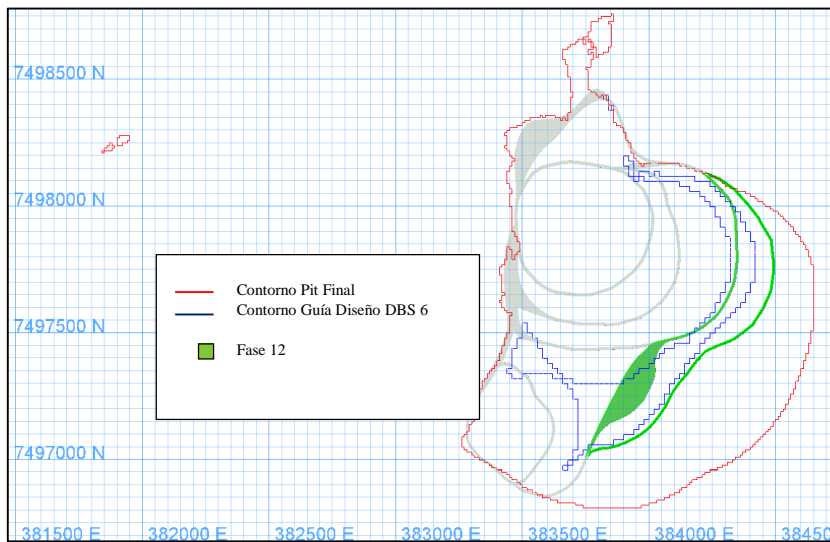 7498500 N
7498000 N
Contorno Pit Final
Contorno Guía Diseño DBS 6
7497500 N
Fase 12
7497000 N
381500 E 382000 E 382500 E 383000 E 383500 E 384000 E 38450